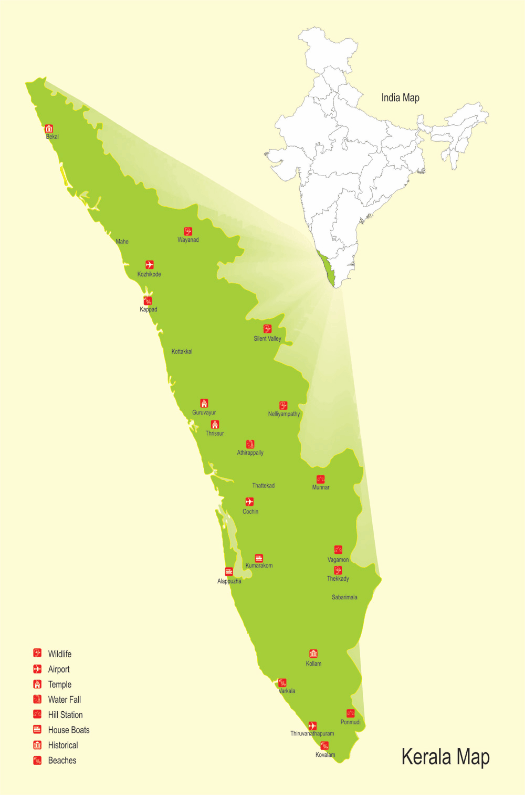 India Map
Bekal
Mahe
Wayanad
Kozhikode
Kappad
Silent Valley
Kottakkal
Guruvayur
Nelliyampathy
Thrissur
Athirappally
Thattekad
Munnar
Cochin
Vagamon
Kumarakom
Thekkady
Alappuzha
Sabarimala
Kollam
Varkala
Ponmudi
Thiruvanathapuram
Kovalam
Wildlife
Airport
Temple
Water Fall
Hill Station
House Boats
Historical
Beaches
Kerala Map